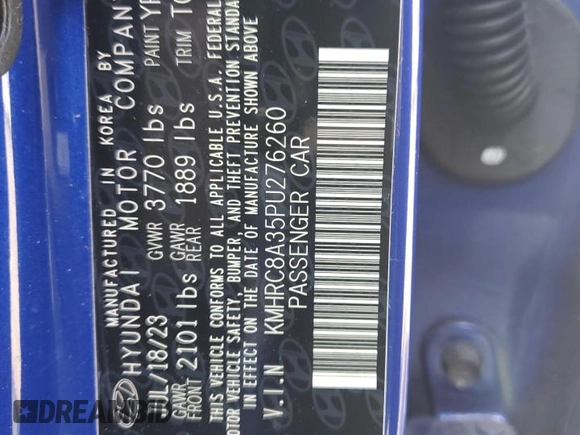 MANUFACTURED IN KOREA BY
HYUNDAI MOTOR COMPANY
JUL/18/23 GVWR 3770 lbs PAINT
GAWR FRONT 2101 lbs GAWR REAR 1889 lbs TRIM
THIS VEHICLE CONFORMS TO ALL APPLICABLE U.S.A. FEDERAL
MOTOR VEHICLE SAFETY, BUMPER, AND THEFT PREVENTION STANDA
IN EFFECT ON THE DATE OF MANUFACTURE SHOWN ABOVE
V.I.N KMHRC8A35PU276260
PASSENGER CAR
DREAMBID